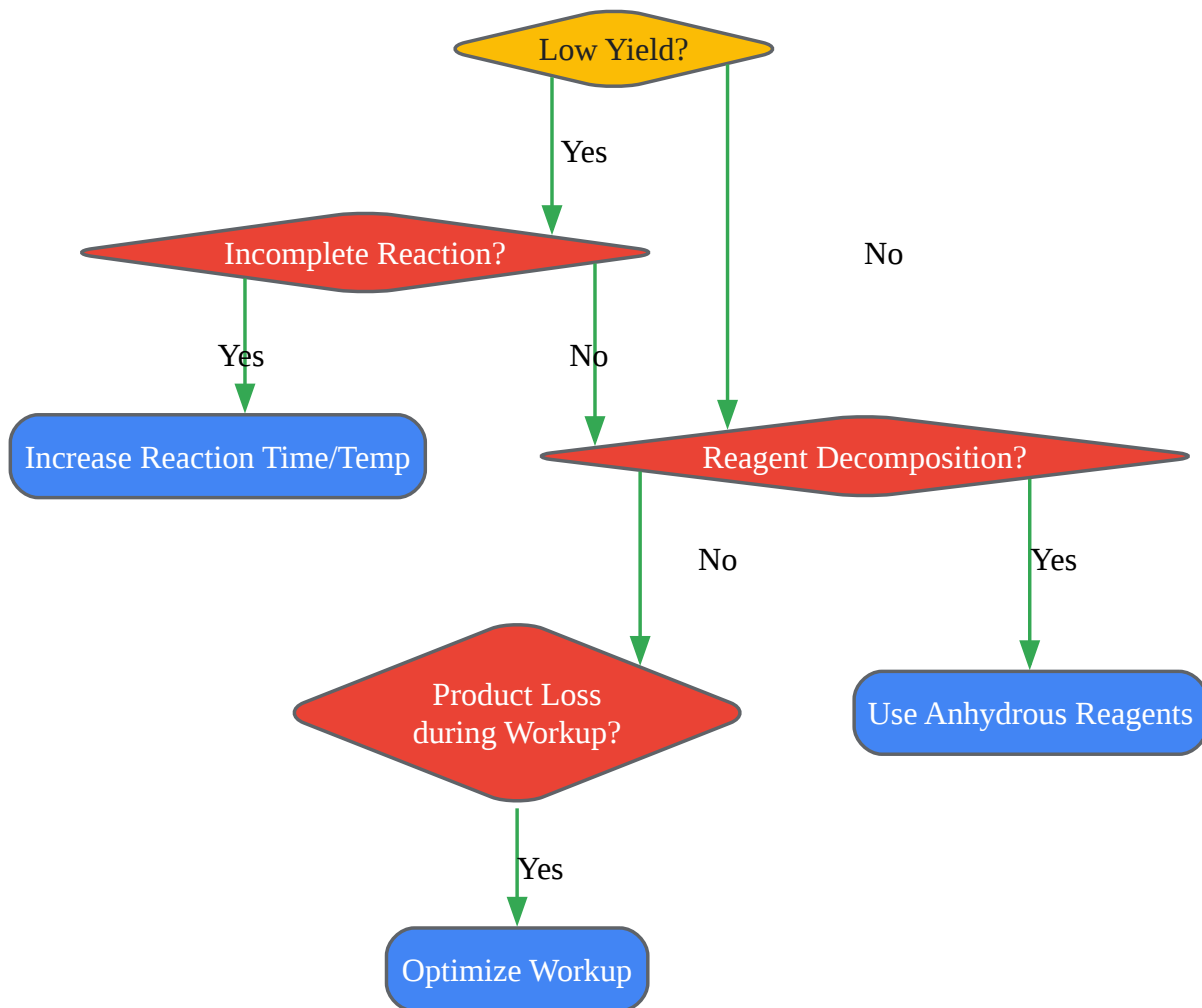 Low Yield?
Yes
No
Incomplete Reaction?
Yes
No
Increase Reaction Time/Temp
Reagent Decomposition?
No
Yes
Product Loss
during Workup?
Use Anhydrous Reagents
Yes
Optimize Workup